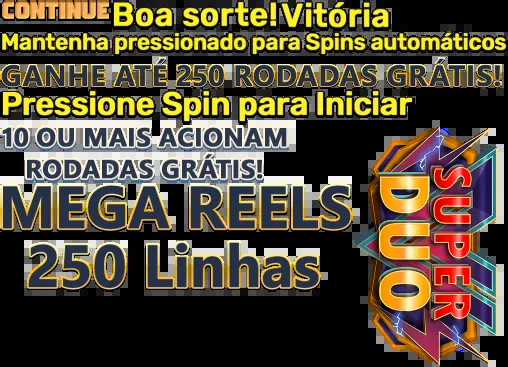 CONTINUE
Boa sorte!
Vitória
Mantenha pressionado para Spins automáticos
GANHE ATÉ 250 RODADAS GRÁTIS!
Pressione Spin para Iniciar
10 OU MAIS ACIONAM
RODADAS GRÁTIS!
MEGA REELS
250 Linhas
SUPER
DUO